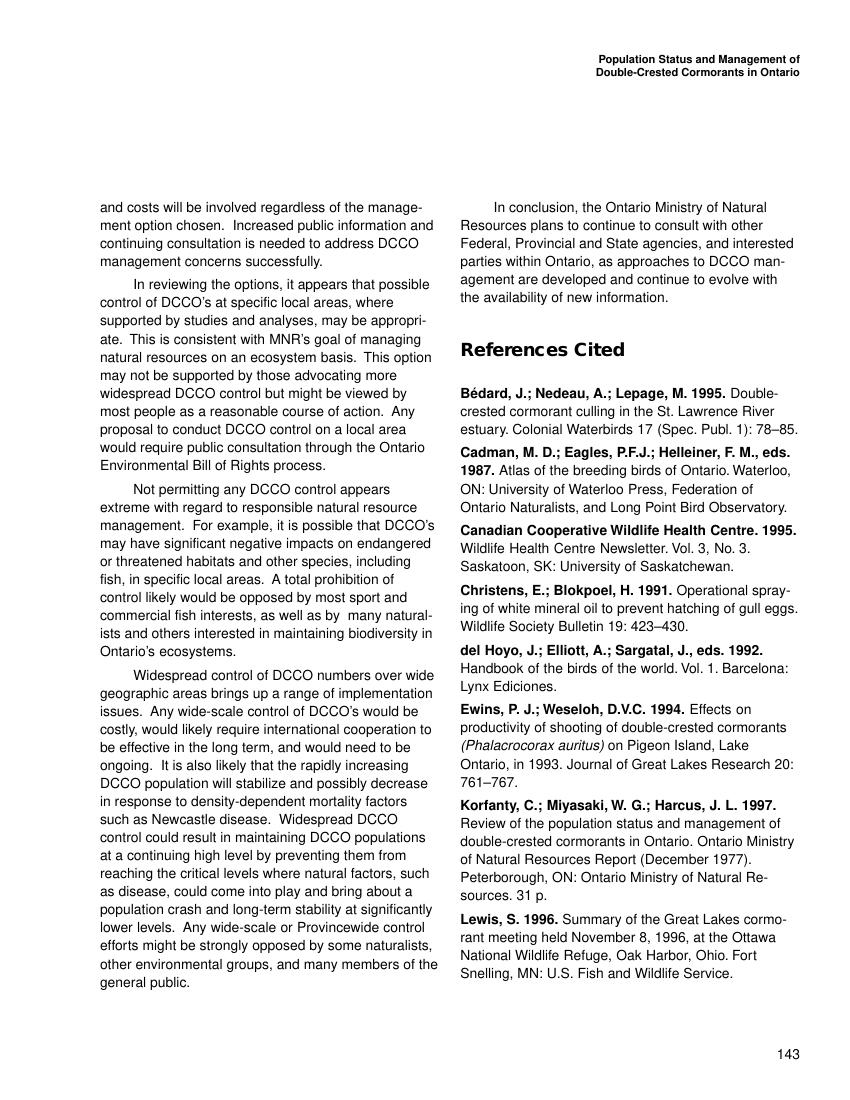 Population Status and Management of
Double-Crested Cormorants in Ontario
and costs will be involved regardless of the manage-
ment option chosen.  Increased public information and
continuing consultation is needed to address DCCO
management concerns successfully.
In reviewing the options, it appears that possible
control of DCCO's at specific local areas, where
supported by studies and analyses, may be appropri-
ate.  This is consistent with MNR's goal of managing
natural resources on an ecosystem basis.  This option
may not be supported by those advocating more
widespread DCCO control but might be viewed by
most people as a reasonable course of action.  Any
proposal to conduct DCCO control on a local area
would require public consultation through the Ontario
Environmental Bill of Rights process.
Not permitting any DCCO control appears
extreme with regard to responsible natural resource
management.  For example, it is possible that DCCO's
may have significant negative impacts on endangered
or threatened habitats and other species, including
fish, in specific local areas.  A total prohibition of
control likely would be opposed by most sport and
commercial fish interests, as well as by  many natural-
ists and others interested in maintaining biodiversity in
Ontario's ecosystems.
Widespread control of DCCO numbers over wide
geographic areas brings up a range of implementation
issues.  Any wide-scale control of DCCO's would be
costly, would likely require international cooperation to
be effective in the long term, and would need to be
ongoing.  It is also likely that the rapidly increasing
DCCO population will stabilize and possibly decrease
in response to density-dependent mortality factors
such as Newcastle disease.  Widespread DCCO
control could result in maintaining DCCO populations
at a continuing high level by preventing them from
reaching the critical levels where natural factors, such
as disease, could come into play and bring about a
population crash and long-term stability at significantly
lower levels.  Any wide-scale or Provincewide control
efforts might be strongly opposed by some naturalists,
other environmental groups, and many members of the
general public.
In conclusion, the Ontario Ministry of Natural
Resources plans to continue to consult with other
Federal, Provincial and State agencies, and interested
parties within Ontario, as approaches to DCCO man-
agement are developed and continue to evolve with
the availability of new information.
References Cited
Bédard, J.; Nedeau, A.; Lepage, M. 1995. Double-
crested cormorant culling in the St. Lawrence River
estuary. Colonial Waterbirds 17 (Spec. Publ. 1): 78–85.
Cadman, M. D.; Eagles, P.F.J.; Helleiner, F. M., eds.
1987. Atlas of the breeding birds of Ontario. Waterloo,
ON: University of Waterloo Press, Federation of
Ontario Naturalists, and Long Point Bird Observatory.
Canadian Cooperative Wildlife Health Centre. 1995.
Wildlife Health Centre Newsletter. Vol. 3, No. 3.
Saskatoon, SK: University of Saskatchewan.
Christens, E.; Blokpoel, H. 1991. Operational spray-
ing of white mineral oil to prevent hatching of gull eggs.
Wildlife Society Bulletin 19: 423–430.
del Hoyo, J.; Elliott, A.; Sargatal, J., eds. 1992.
Handbook of the birds of the world. Vol. 1. Barcelona:
Lynx Ediciones.
Ewins, P. J.; Weseloh, D.V.C. 1994. Effects on
productivity of shooting of double-crested cormorants
(Phalacrocorax auritus) on Pigeon Island, Lake
Ontario, in 1993. Journal of Great Lakes Research 20:
761–767.
Korfanty, C.; Miyasaki, W. G.; Harcus, J. L. 1997.
Review of the population status and management of
double-crested cormorants in Ontario. Ontario Ministry
of Natural Resources Report (December 1977).
Peterborough, ON: Ontario Ministry of Natural Re-
sources. 31 p.
Lewis, S. 1996. Summary of the Great Lakes cormo-
rant meeting held November 8, 1996, at the Ottawa
National Wildlife Refuge, Oak Harbor, Ohio. Fort
Snelling, MN: U.S. Fish and Wildlife Service.
143